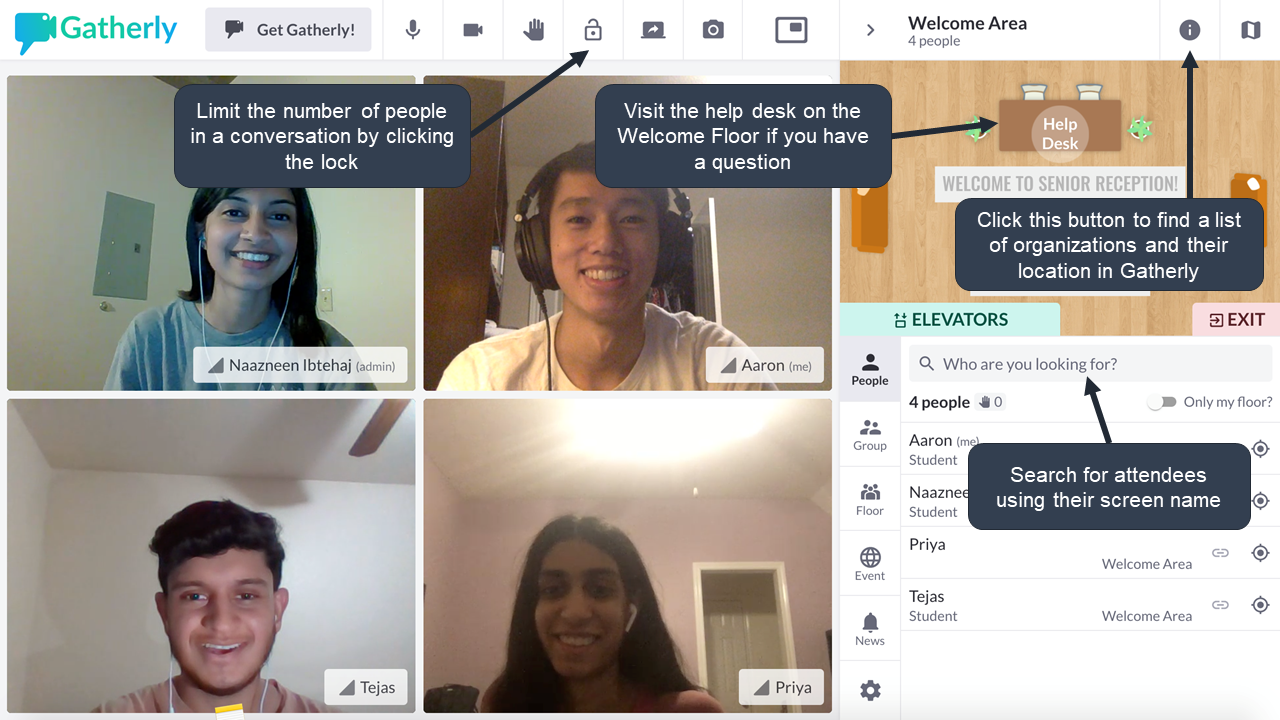 Gatherly
Get Gatherly!
Welcome Area
4 people
Limit the number of people
in a conversation by clicking
the lock
Visit the help desk on the
Welcome Floor if you have
a question
Help
Desk
WELCOME TO SENIOR RECEPTION!
Click this button to find a list
of organizations and their
location in Gatherly
ELEVATORS
EXIT
Naazneen Ibtehaj (admin)
Aaron (me)
Tejas
Priya
People
Group
Floor
Event
News
Who are you looking for?
4 people 0 Only my floor?
Aaron (me)
Student
Naaznee
Student
Search for attendees
using their screen name
Priya
Welcome Area
Tejas
Student Welcome Area